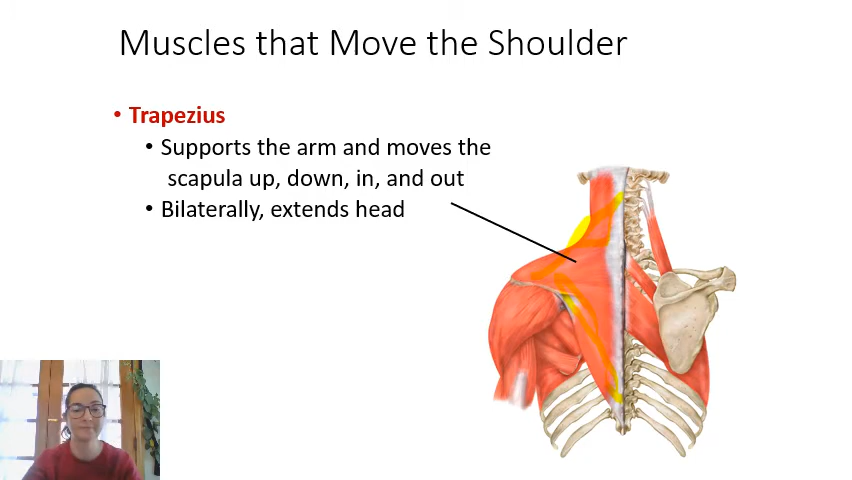 Muscles that Move the Shoulder
• Trapezius
• Supports the arm and moves the
scapula up, down, in, and out
• Bilaterally, extends head